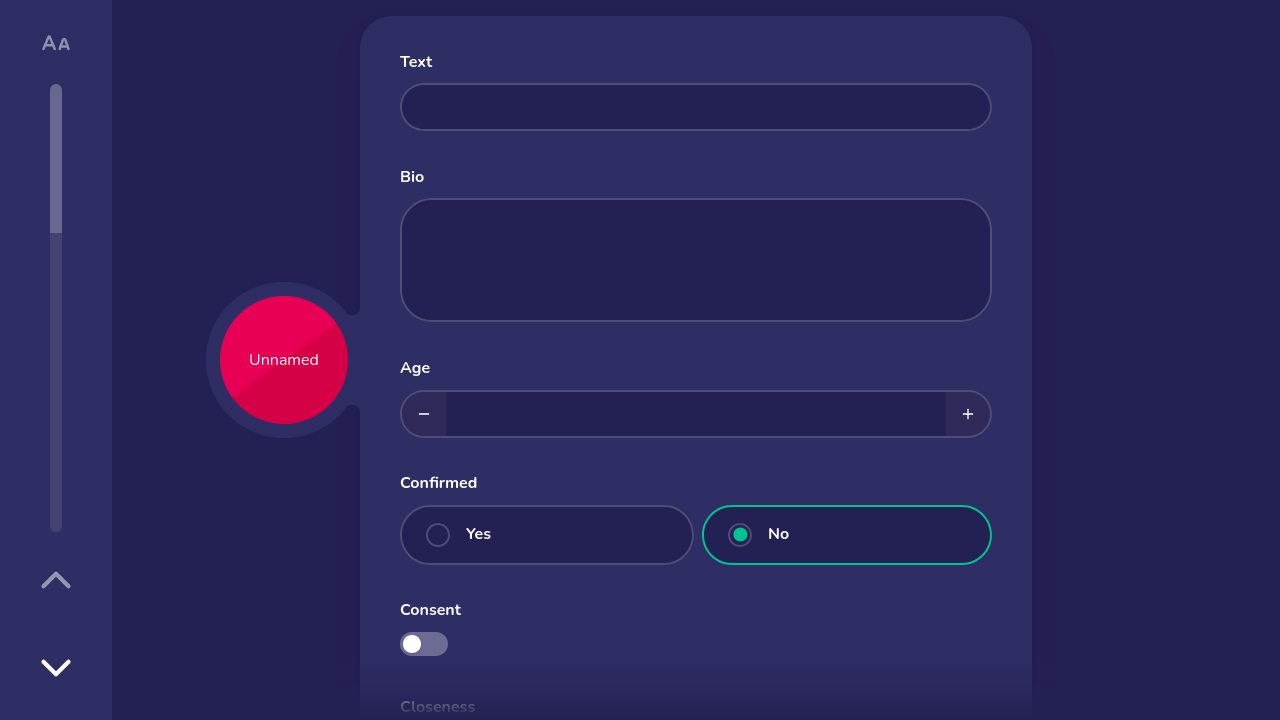 AA
Text
Bio
Unnamed
Age
Confirmed
Yes
No
Consent
Closeness